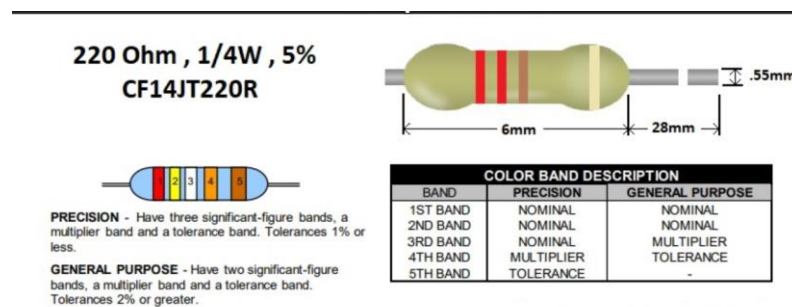 220 Ohm , 1/4W , 5%
CF14JT220R
.55mm
6mm
28mm
1 2 3 4 5
PRECISION - Have three significant-figure bands, a
multiplier band and a tolerance band. Tolerances 1% or
less.
GENERAL PURPOSE - Have two significant-figure
bands, a multiplier band and a tolerance band.
Tolerances 2% or greater.
COLOR BAND DESCRIPTION
BAND PRECISION GENERAL PURPOSE
1ST BAND NOMINAL NOMINAL
2ND BAND NOMINAL NOMINAL
3RD BAND NOMINAL MULTIPLIER
4TH BAND MULTIPLIER TOLERANCE
5TH BAND TOLERANCE -